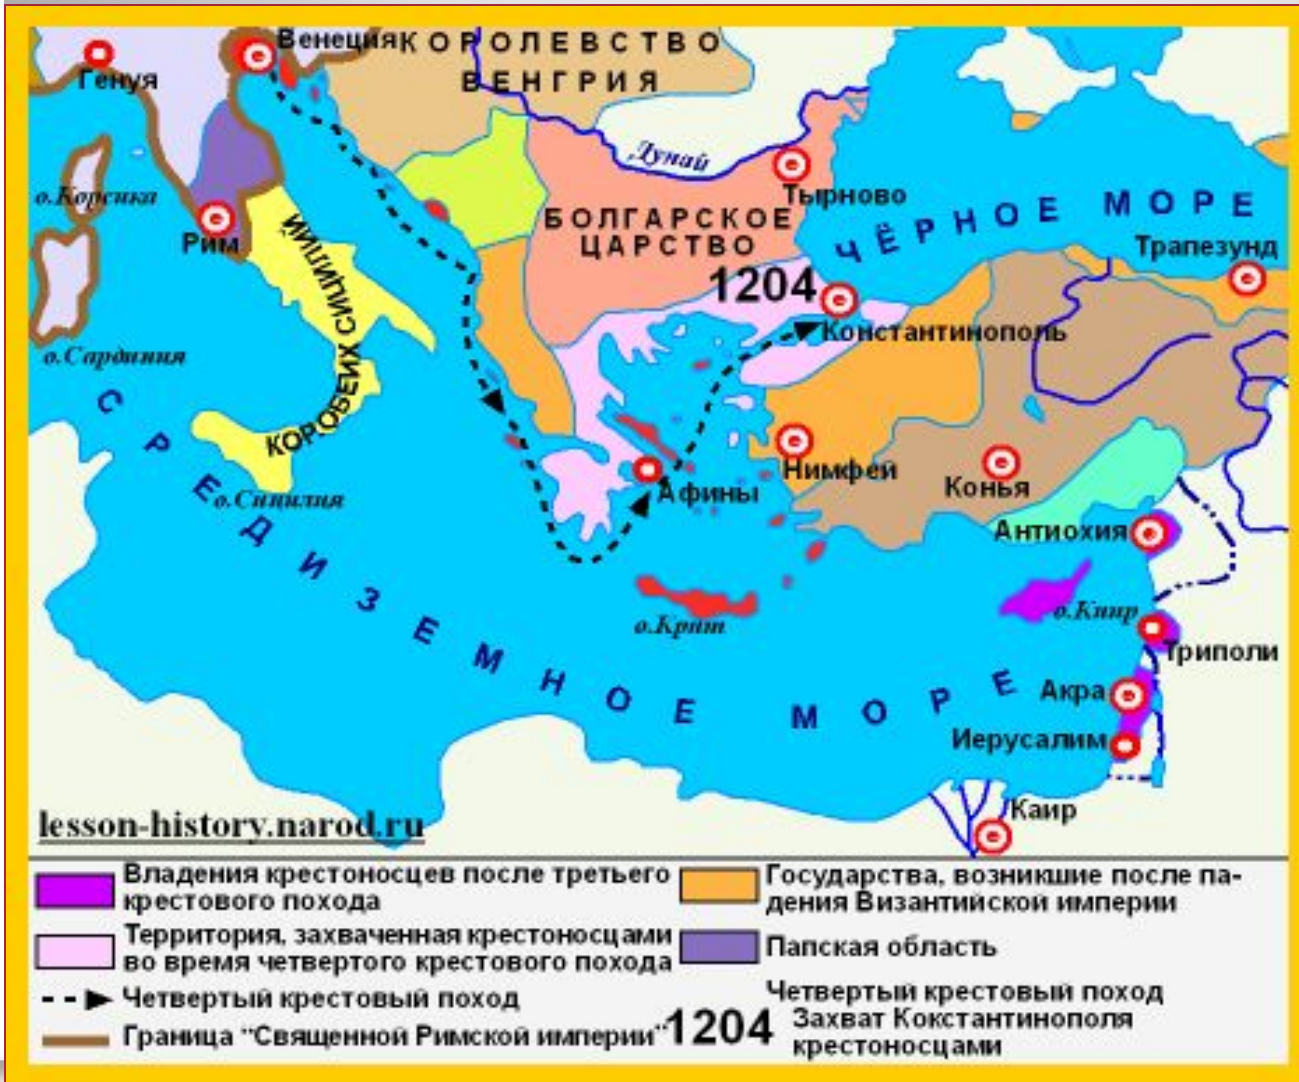 Венеция
КОРОЛЕВСТВО
ВЕНГРИЯ
Генуя
Дунай
Тырново
о.Корсика
Рим
БОЛГАРСКОЕ
ЦАРСТВО
ЧЁРНОЕ МОРЕ
Трапезунд
1204
Константинополь
о.Сардиния
КОРОБЕИХ СИЦИЛИЙ
Нимфей
Конья
Афины
о.Сицилия
Антиохия
СРЕДИЗЕМНОЕ МОРЕ
о.Крит
о.Кипр
Триполи
Акра
Иерусалим
Каир
lesson-history.narod.ru
Владения крестоносцев после третьего
крестового похода
Территория, захваченная крестоносцами
во время четвертого крестового похода
Четвертый крестовый поход
Граница "Священной Римской империи"
Государства, возникшие после па-
дения Византийской империи
Папская область
1204
Четвертый крестовый поход
Захват Кокстантинополя
крестоносцами